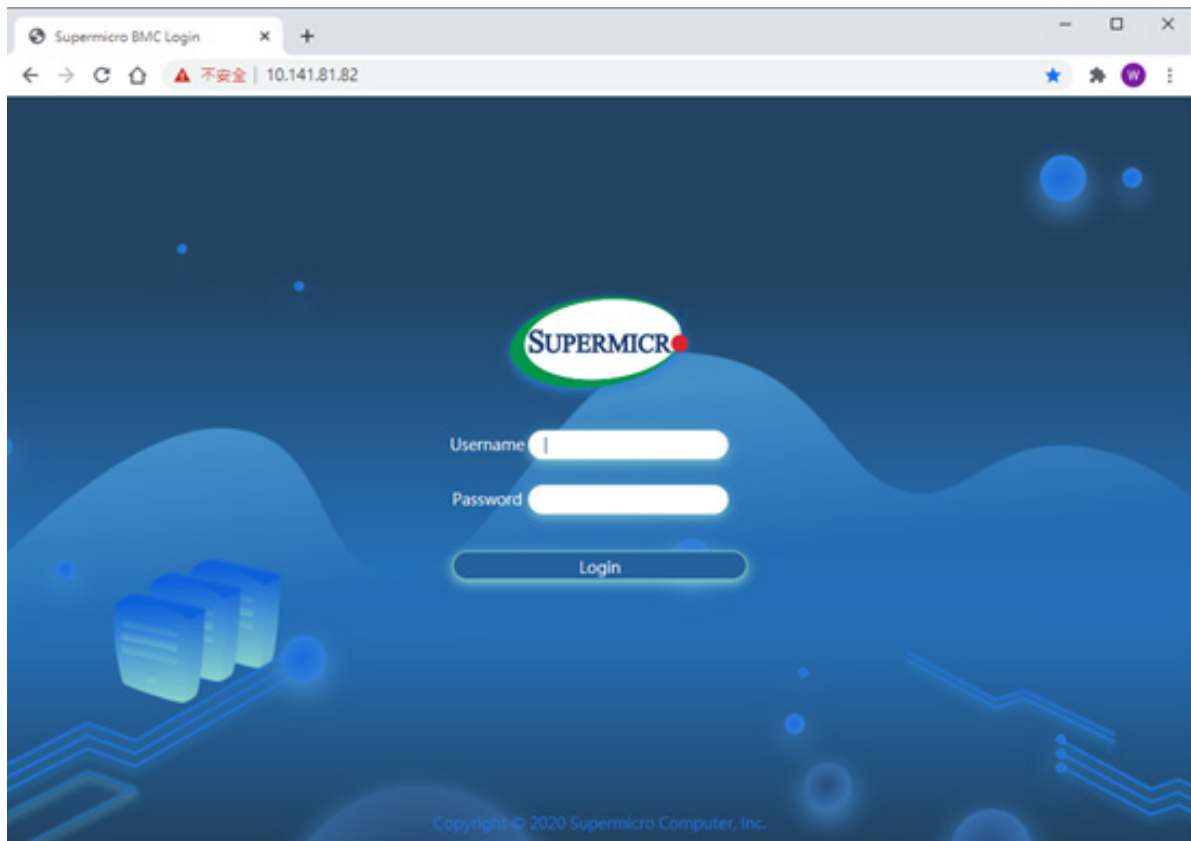 Supermicro BMC Login
不安全 | 10.141.81.82
W
SUPERMICR
Username
Password
Login
Copyright © 2020 Supermicro Computer, Inc.